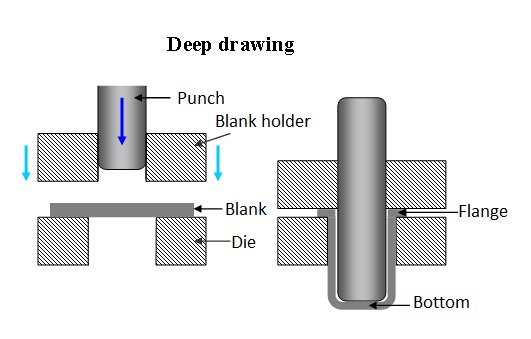 Deep drawing
Punch
Blank holder
Blank
Flange
Die
Bottom